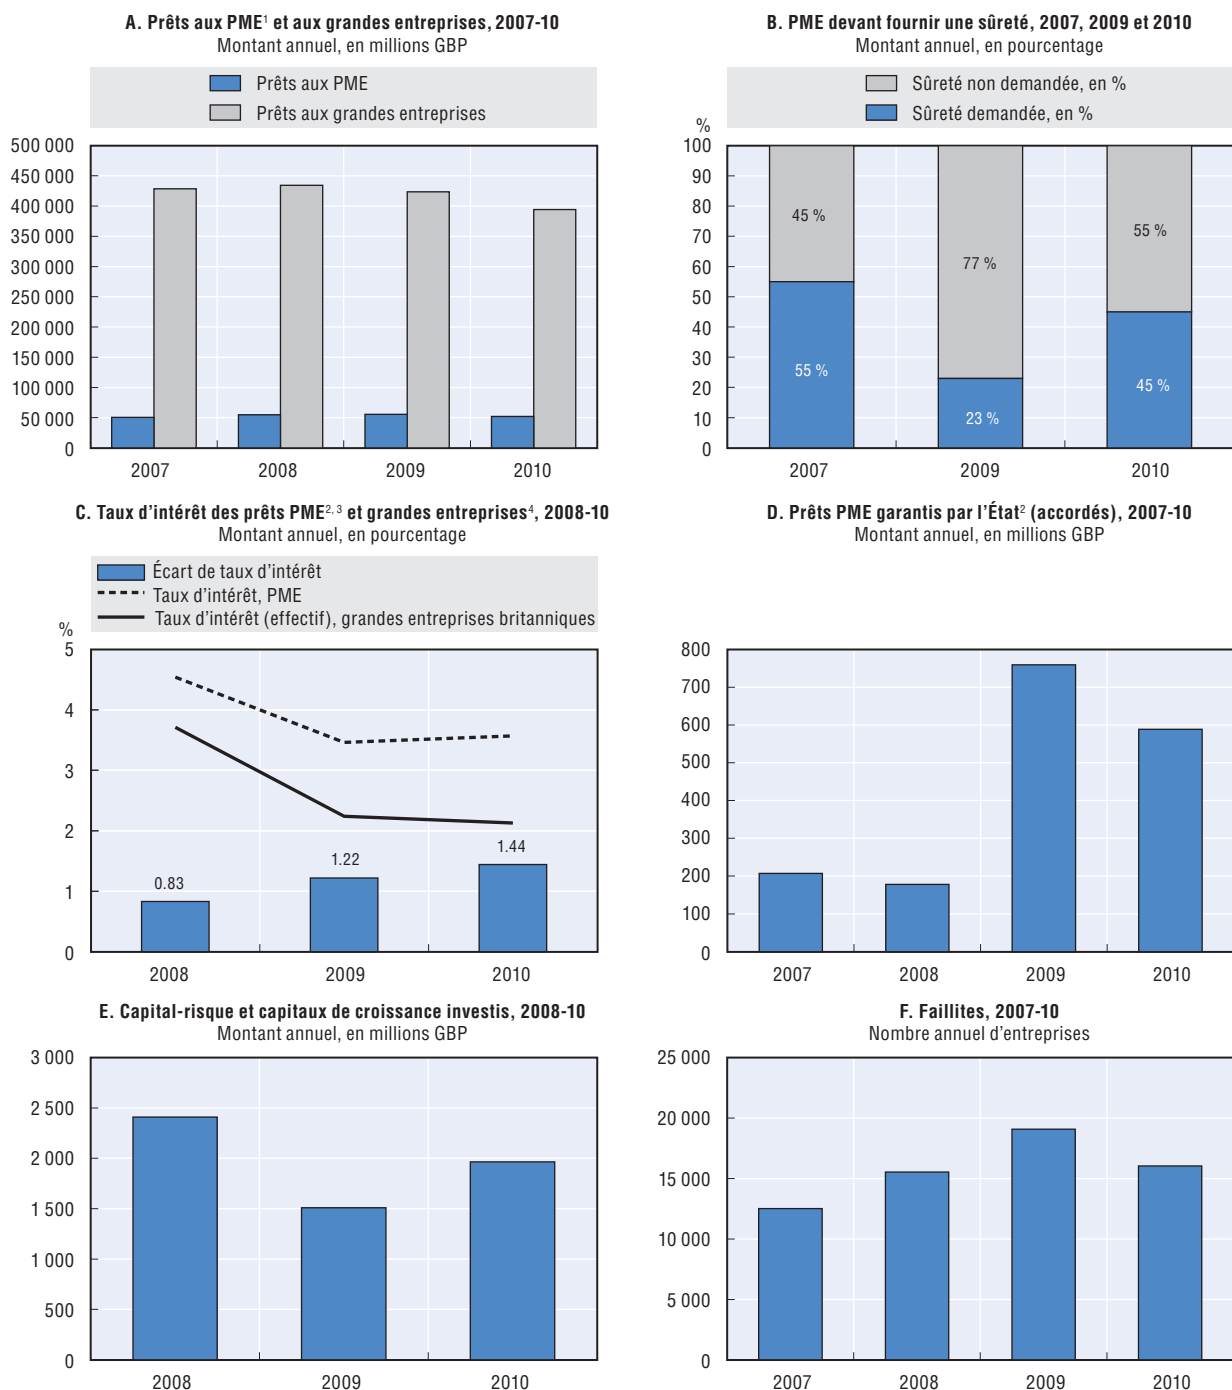 A. Prêts aux PME¹ et aux grandes entreprises, 2007-10
Montant annuel, en millions GBP
Prêts aux PME
Prêts aux grandes entreprises
500 000
450 000
400 000
350 000
300 000
250 000
200 000
150 000
100 000
50 000
0
2007 2008 2009 2010
B. PME devant fournir une sûreté, 2007, 2009 et 2010
Montant annuel, en pourcentage
Sûreté non demandée, en %
Sûreté demandée, en %
%
100
90
80
70
60
50
40
30
20
10
0
45 %
77 %
55 %
55 %
23 %
45 %
2007 2009 2010
C. Taux d'intérêt des prêts PME²,³ et grandes entreprises⁴, 2008-10
Montant annuel, en pourcentage
Écart de taux d'intérêt
Taux d'intérêt, PME
Taux d'intérêt (effectif), grandes entreprises britanniques
%
5
4
3
2
1
0
0.83
1.22
1.44
2008 2009 2010
D. Prêts PME garantis par l'État² (accordés), 2007-10
Montant annuel, en millions GBP
800
700
600
500
400
300
200
100
0
2007 2008 2009 2010
E. Capital-risque et capitaux de croissance investis, 2008-10
Montant annuel, en millions GBP
3 000
2 500
2 000
1 500
1 000
500
0
2008 2009 2010
F. Faillites, 2007-10
Nombre annuel d'entreprises
25 000
20 000
15 000
10 000
5 000
0
2007 2008 2009 2010